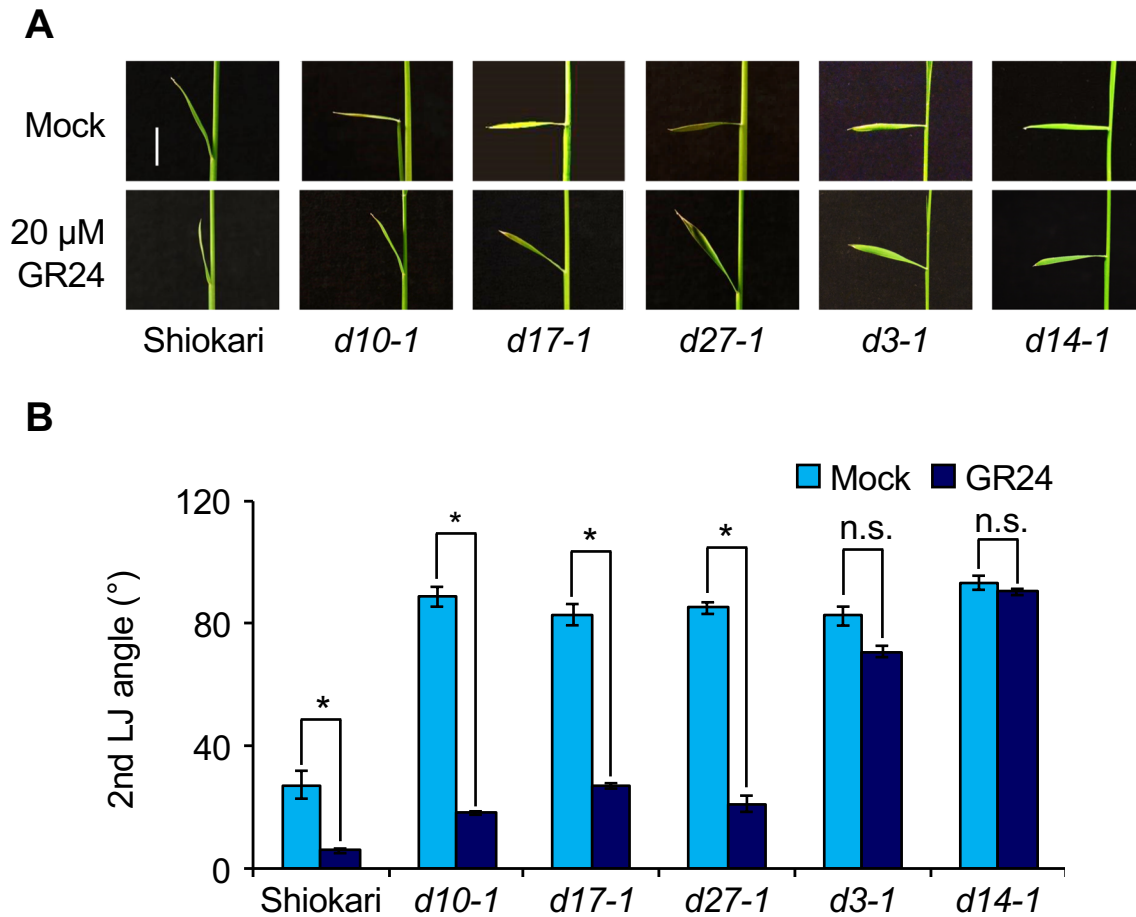 A
Mock
20 µM
GR24
Shiokari d10-1 d17-1 d27-1 d3-1 d14-1
B
Mock GR24
120
80
40
0
2nd LJ angle (°)
* * * * n.s. n.s.
Shiokari d10-1 d17-1 d27-1 d3-1 d14-1